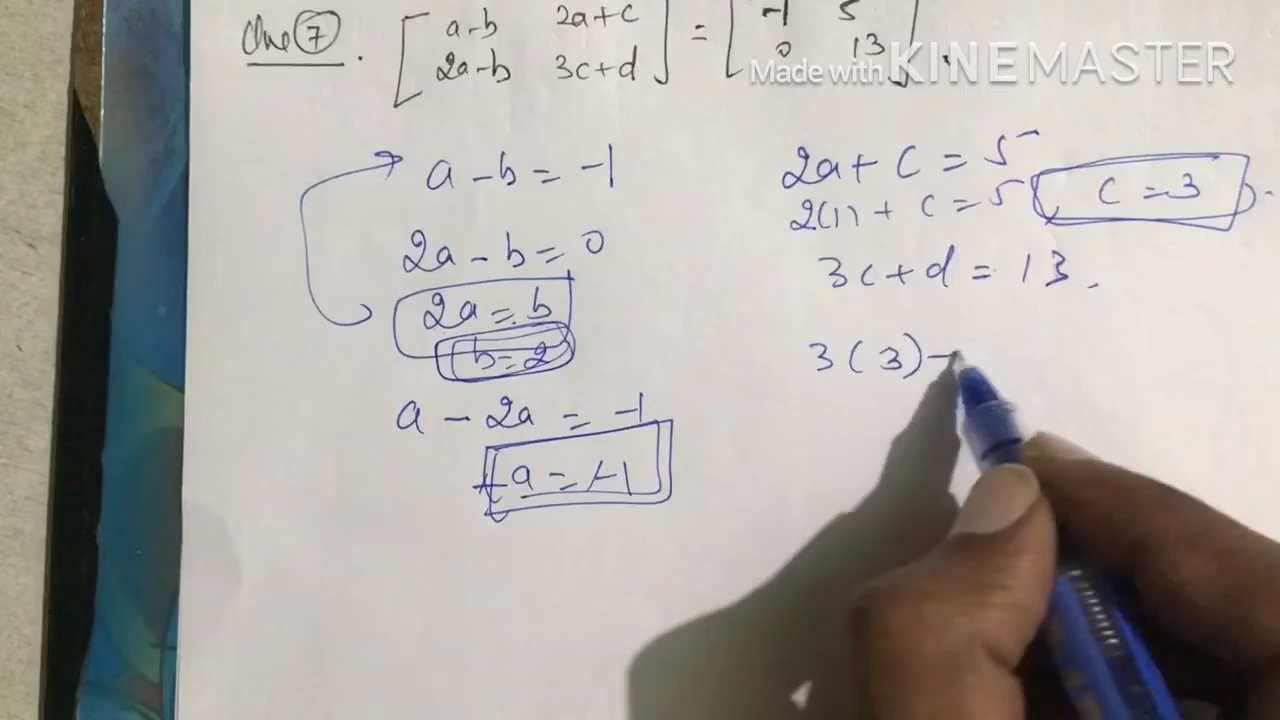 Que 7. [ a-b 2a+c ] = [ -1 5 ]
[ 2a-b 3c+d ] [ 0 13 ] .
Made with KINEMASTER
a - b = -1
2a - b = 0
2a = b
b = 2
a - 2a = -1
+a = +1
2a + c = 5
2(1) + c = 5 c = 3 .
3c + d = 13 .
3(3) -